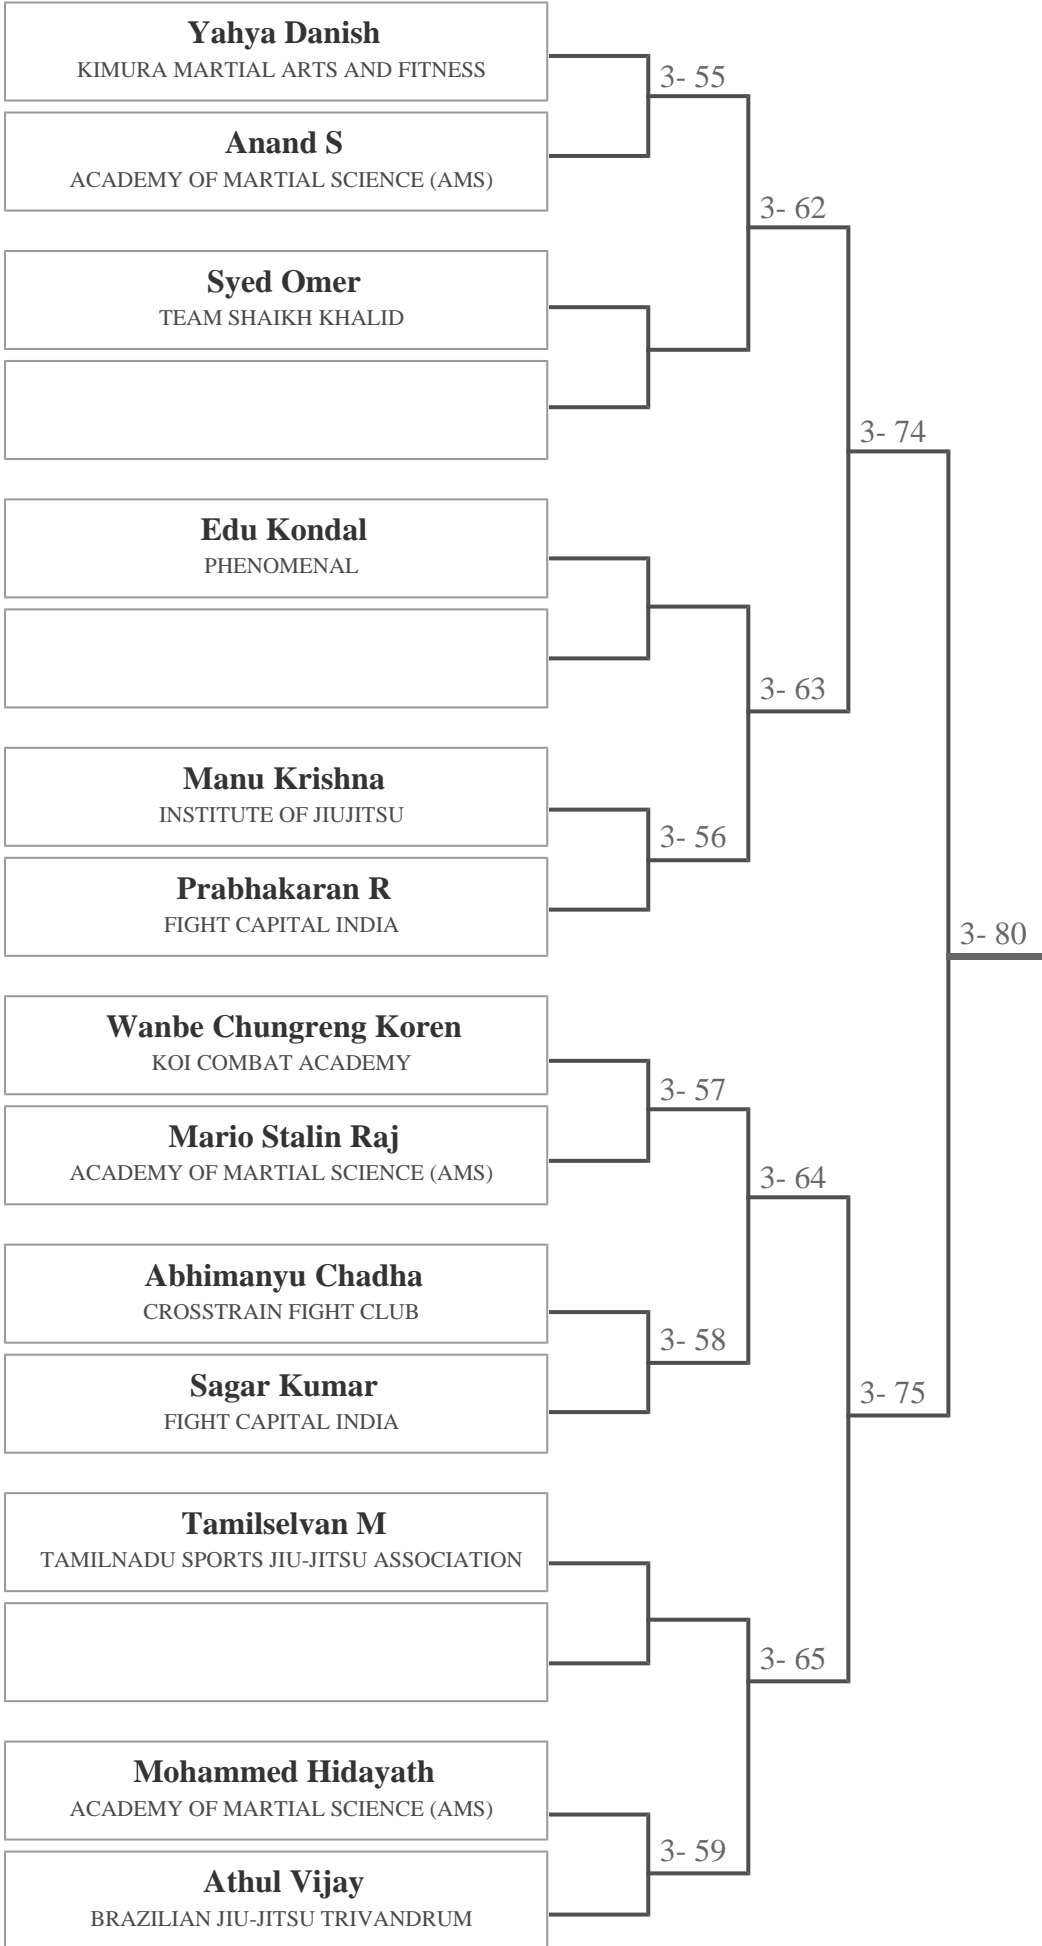 Yahya Danish
KIMURA MARTIAL ARTS AND FITNESS
3- 55
Anand S
ACADEMY OF MARTIAL SCIENCE (AMS)
3- 62
Syed Omer
TEAM SHAIKH KHALID
3- 74
Edu Kondal
PHENOMENAL
3- 63
Manu Krishna
INSTITUTE OF JIUJITSU
3- 56
Prabhakaran R
FIGHT CAPITAL INDIA
3- 80
Wanbe Chungreng Koren
KOI COMBAT ACADEMY
3- 57
Mario Stalin Raj
ACADEMY OF MARTIAL SCIENCE (AMS)
3- 64
Abhimanyu Chadha
CROSSTRAIN FIGHT CLUB
3- 58
Sagar Kumar
FIGHT CAPITAL INDIA
3- 75
Tamilselvan M
TAMILNADU SPORTS JIU-JITSU ASSOCIATION
3- 65
Mohammed Hidayath
ACADEMY OF MARTIAL SCIENCE (AMS)
3- 59
Athul Vijay
BRAZILIAN JIU-JITSU TRIVANDRUM